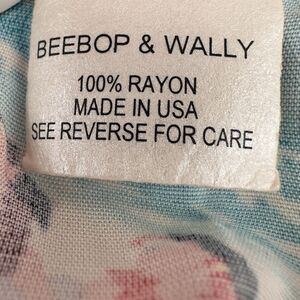 BEEBOP & WALLY
100% RAYON
MADE IN USA
SEE REVERSE FOR CARE